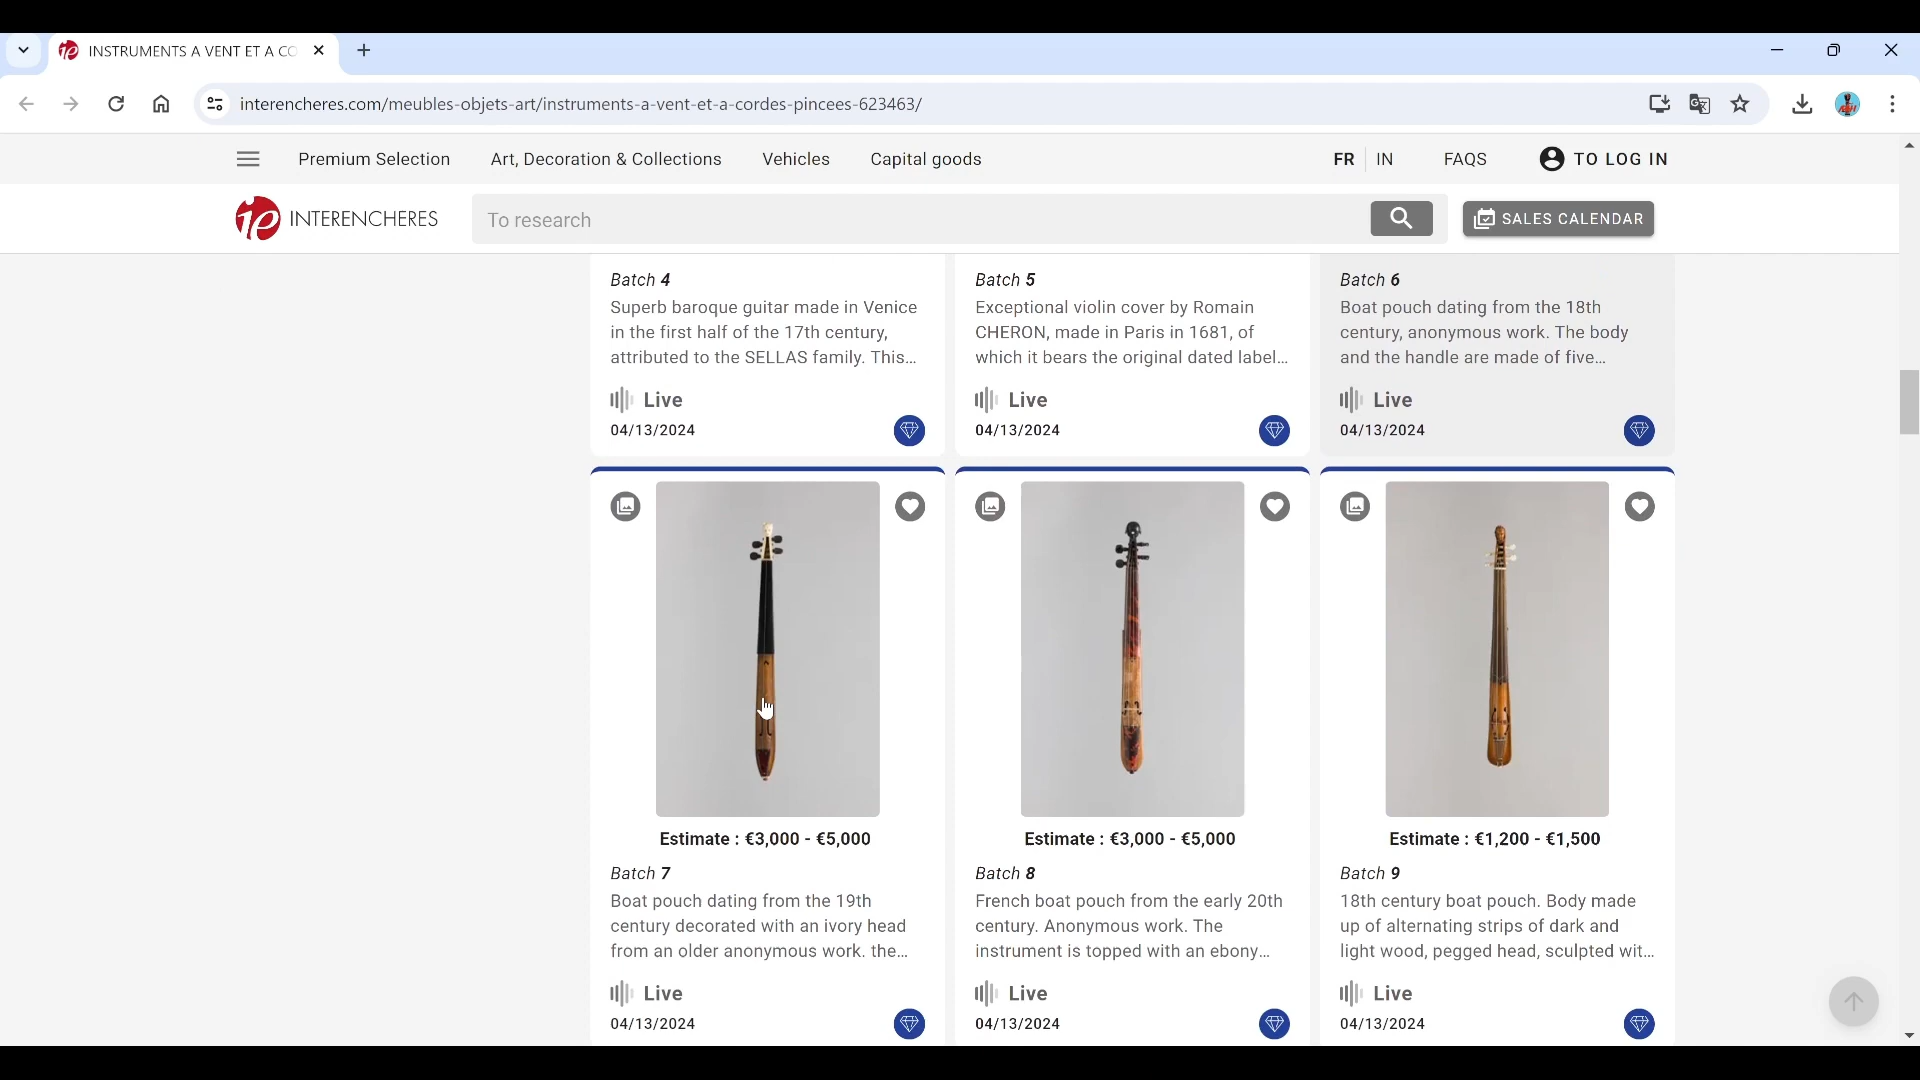 INSTRUMENTS A VENT ET A CO
interencheres.com/meubles-objets-art/instruments-a-vent-et-a-cordes-pincees-623463/
Premium Selection
Art, Decoration & Collections
Vehicles
Capital goods
FR
IN
FAQS
TO LOG IN
INTERENCHERES
To research
SALES CALENDAR
Batch 4
Superb baroque guitar made in Venice
in the first half of the 17th century,
attributed to the SELLAS family. This...
Live
04/13/2024
Batch 5
Exceptional violin cover by Romain
CHERON, made in Paris in 1681, of
which it bears the original dated label...
Live
04/13/2024
Batch 6
Boat pouch dating from the 18th
century, anonymous work. The body
and the handle are made of five...
Live
04/13/2024
Estimate : €3,000 - €5,000
Batch 7
Boat pouch dating from the 19th
century decorated with an ivory head
from an older anonymous work. the...
Live
04/13/2024
Estimate : €3,000 - €5,000
Batch 8
French boat pouch from the early 20th
century. Anonymous work. The
instrument is topped with an ebony...
Live
04/13/2024
Estimate : €1,200 - €1,500
Batch 9
18th century boat pouch. Body made
up of alternating strips of dark and
light wood, pegged head, sculpted wit...
Live
04/13/2024